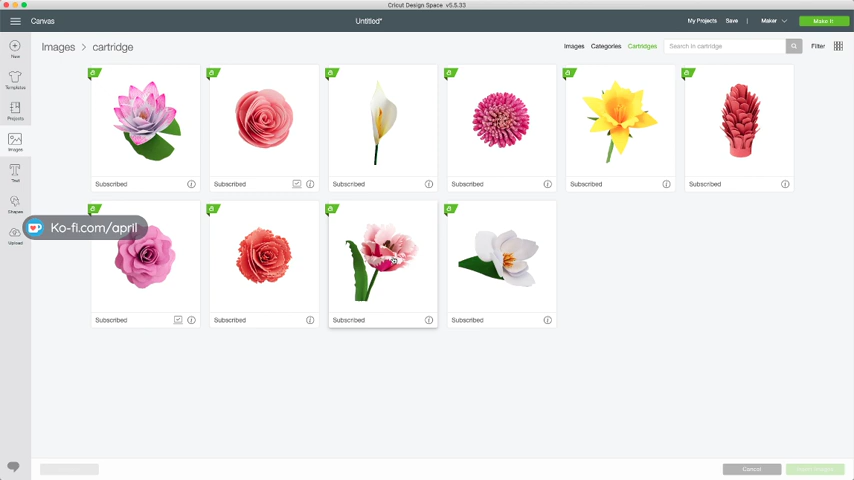 Cricut Design Space v5.5.33
Canvas
Untitled*
My Projects
Save
Maker
Make It
New
Templates
Projects
Images
Text
Shapes
Upload
Images > cartridge
Images
Categories
Cartridges
Search in cartridge
Filter
Subscribed
Subscribed
Subscribed
Subscribed
Subscribed
Subscribed
Ko-fi.com/april
Subscribed
Subscribed
Subscribed
Subscribed
Cancel
Insert Images